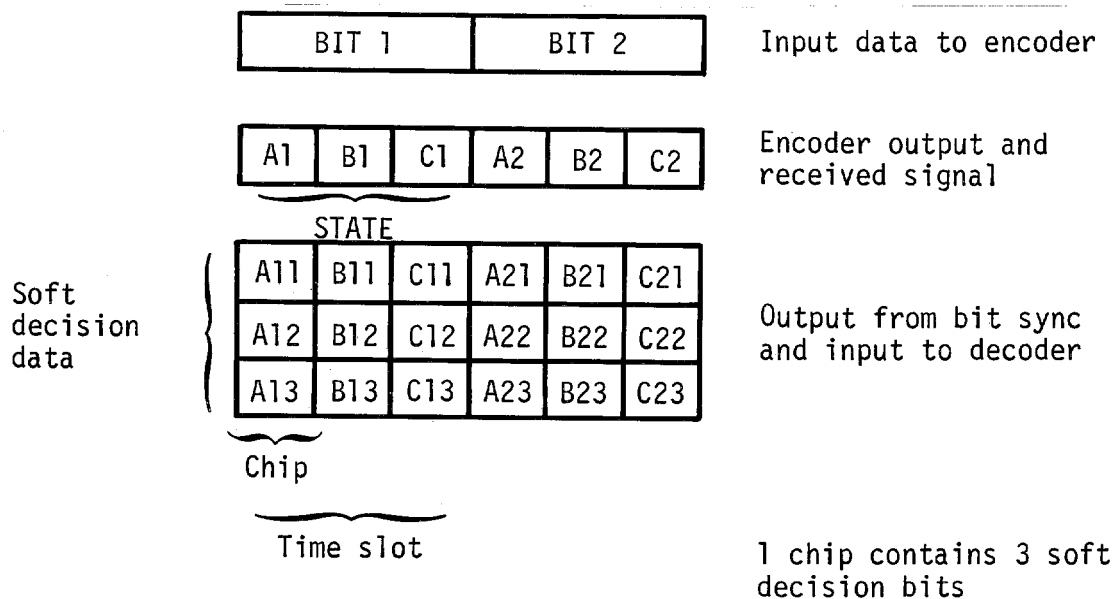 BIT 1 BIT 2 Input data to encoder
A1 B1 C1 A2 B2 C2 Encoder output and
received signal
STATE
A11 B11 C11 A21 B21 C21
Soft
decision
data
A12 B12 C12 A22 B22 C22 Output from bit sync
and input to decoder
A13 B13 C13 A23 B23 C23
Chip
Time slot
1 chip contains 3 soft
decision bits